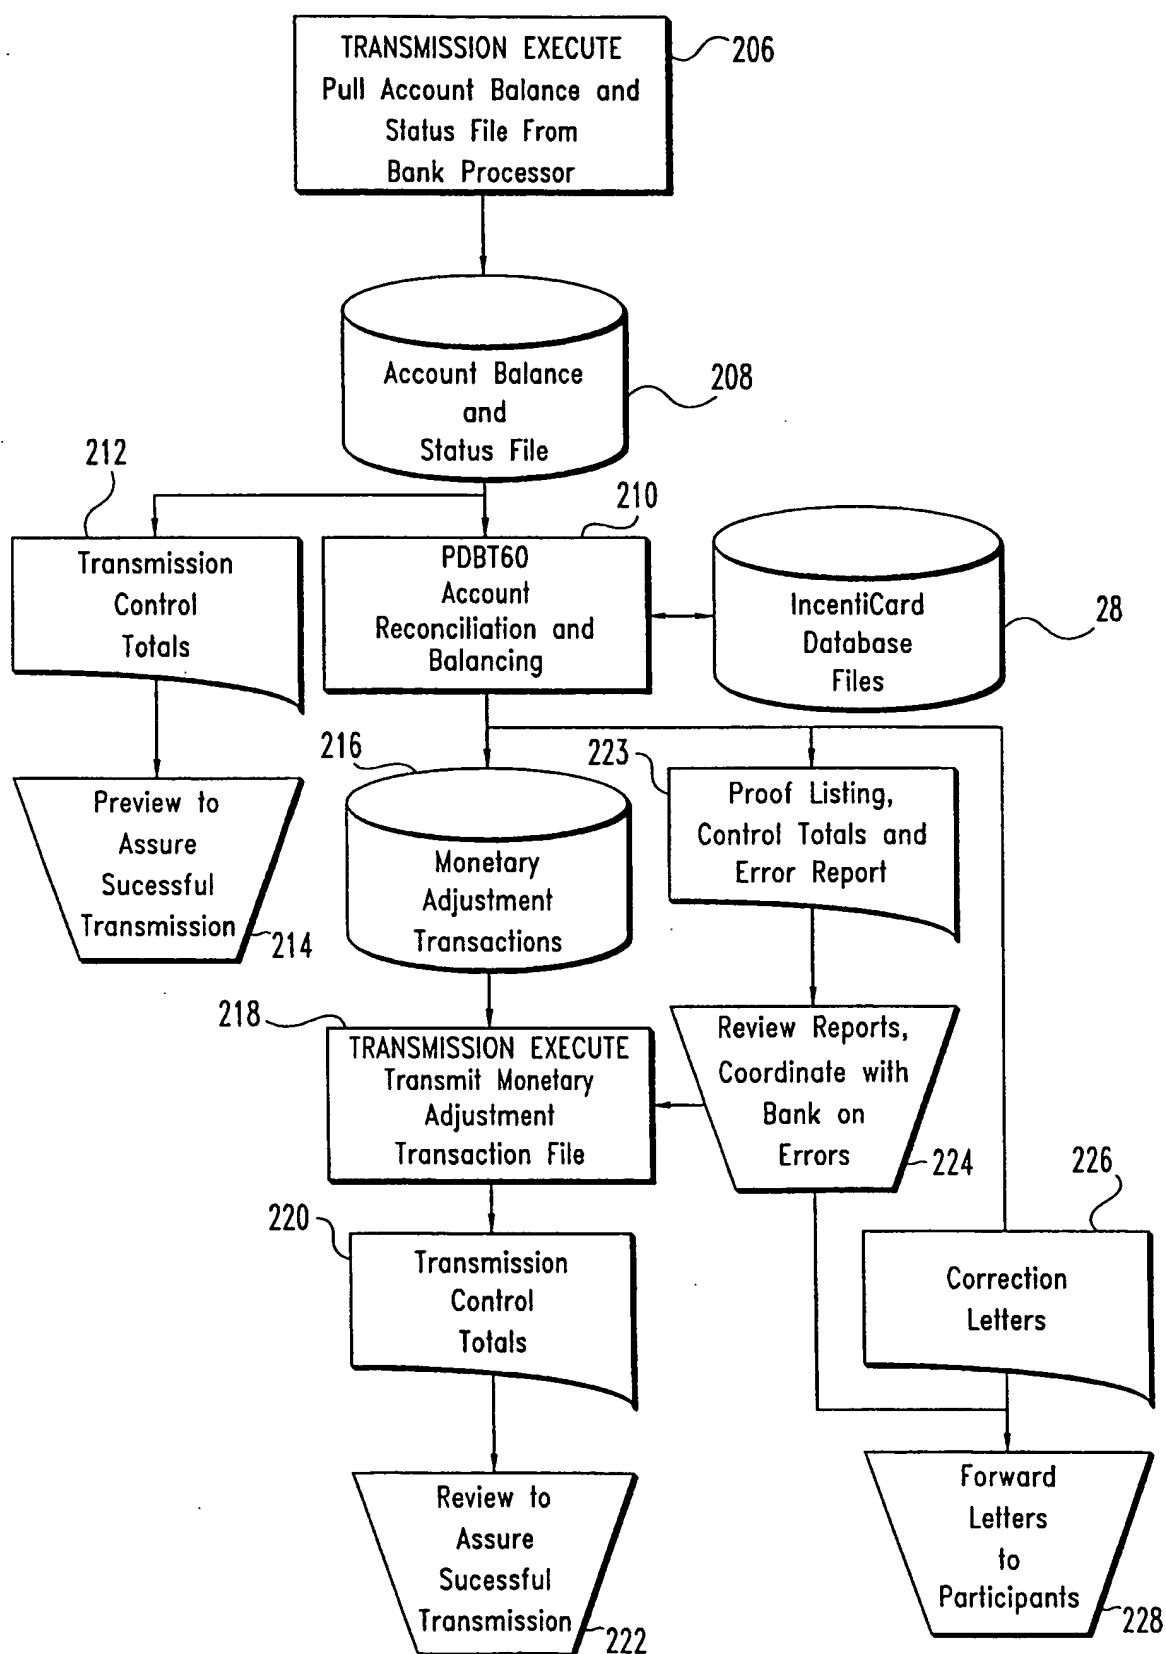 TRANSMISSION EXECUTE
Pull Account Balance and
Status File From
Bank Processor
206
Account Balance
and
Status File
208
212
Transmission
Control
Totals
210
PDBT60
Account
Reconciliation and
Balancing
IncentiCard
Database
Files
28
Preview to
Assure
Sucessful
Transmission
214
216
Monetary
Adjustment
Transactions
223
Proof Listing,
Control Totals and
Error Report
218
TRANSMISSION EXECUTE
Transmit Monetary
Adjustment
Transaction File
Review Reports,
Coordinate with
Bank on
Errors
224
220
Transmission
Control
Totals
226
Correction
Letters
Review to
Assure
Sucessful
Transmission
222
Forward
Letters
to
Participants
228